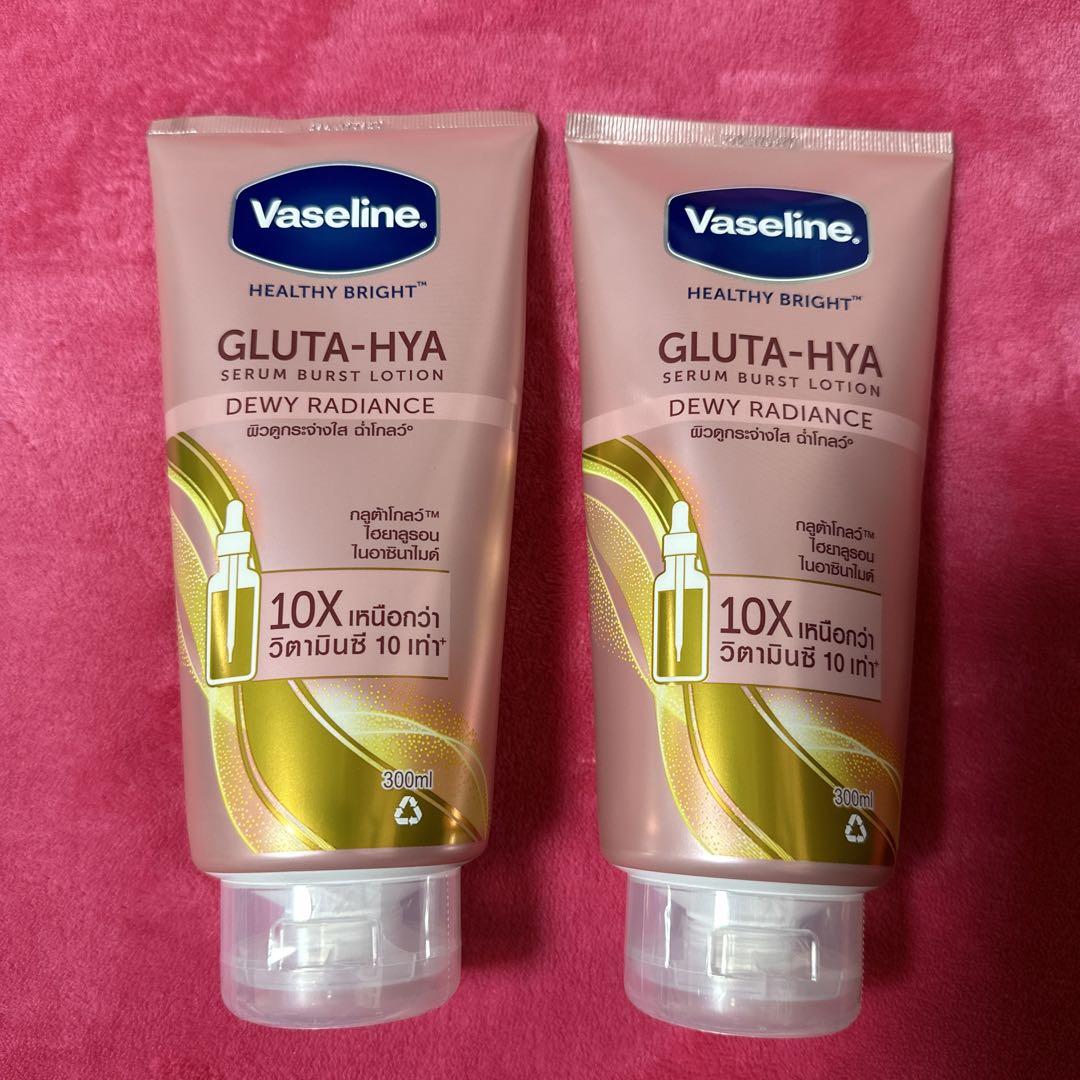 Vaseline®
HEALTHY BRIGHT™
GLUTA-HYA
SERUM BURST LOTION
DEWY RADIANCE
ผิวดูกระจ่างใส ฉ่ำโกลว์°
กลูต้าโกลว์™
ไฮยาลูรอน
ไนอาซินาไมด์
10X เหนือกว่า
วิตามินซี 10 เท่า⁺
300ml
Vaseline®
HEALTHY BRIGHT™
GLUTA-HYA
SERUM BURST LOTION
DEWY RADIANCE
ผิวดูกระจ่างใส ฉ่ำโกลว์°
กลูต้าโกลว์™
ไฮยาลูรอน
ไนอาซินาไมด์
10X เหนือกว่า
วิตามินซี 10 เท่า⁺
300ml